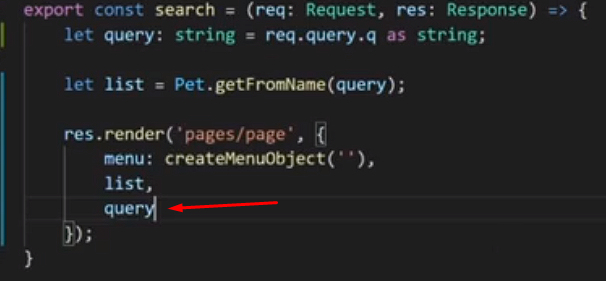 export const search = (req: Request, res: Response) => {
let query: string = req.query.q as string;
let list = Pet.getFromName(query);
res.render('pages/page', {
menu: createMenuObject(''),
list,
query
});
}